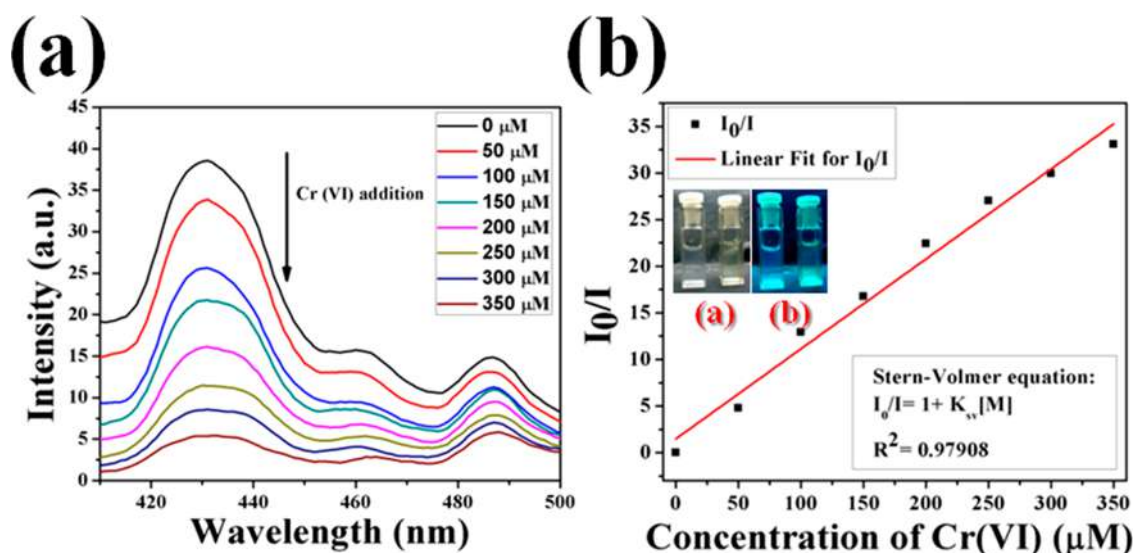 (a)
45
40
35
30
25
20
15
10
5
0
Intensity (a.u.)
420
440
460
480
500
Wavelength (nm)
Cr (VI) addition
0 µM
50 µM
100 µM
150 µM
200 µM
250 µM
300 µM
350 µM
(b)
35
30
25
20
15
10
5
0
I₀/I
I₀/I
Linear Fit for I₀/I
(a)
(b)
Stern-Volmer equation:
I₀/I= 1+ Kₛᵥ[M]
R²= 0.97908
0
50
100
150
200
250
300
350
Concentration of Cr(VI) (µM)